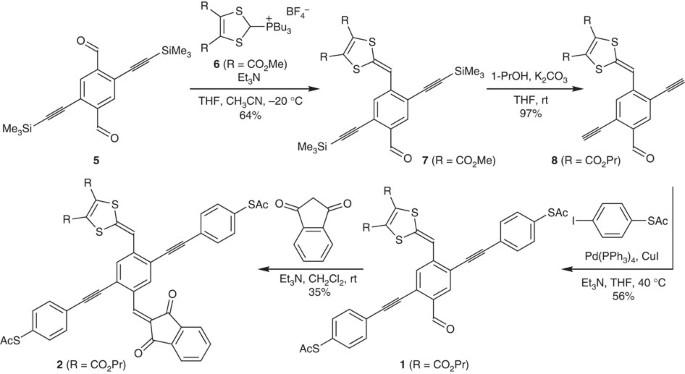 R
S
R
S
PBu₃
+
BF₄⁻
6 (R = CO₂Me)
Et₃N
THF, CH₃CN, –20 °C
64%
O
SiMe₃
Me₃Si
O
5
R
R
S
S
SiMe₃
Me₃Si
O
7 (R = CO₂Me)
1-PrOH, K₂CO₃
THF, rt
97%
R
R
S
S
O
8 (R = CO₂Pr)
I
SAc
Pd(PPh₃)₄, CuI
Et₃N, THF, 40 °C
56%
R
R
S
S
SAc
AcS
O
1 (R = CO₂Pr)
O
O
Et₃N, CH₂Cl₂, rt
35%
R
R
S
S
SAc
AcS
O
O
2 (R = CO₂Pr)